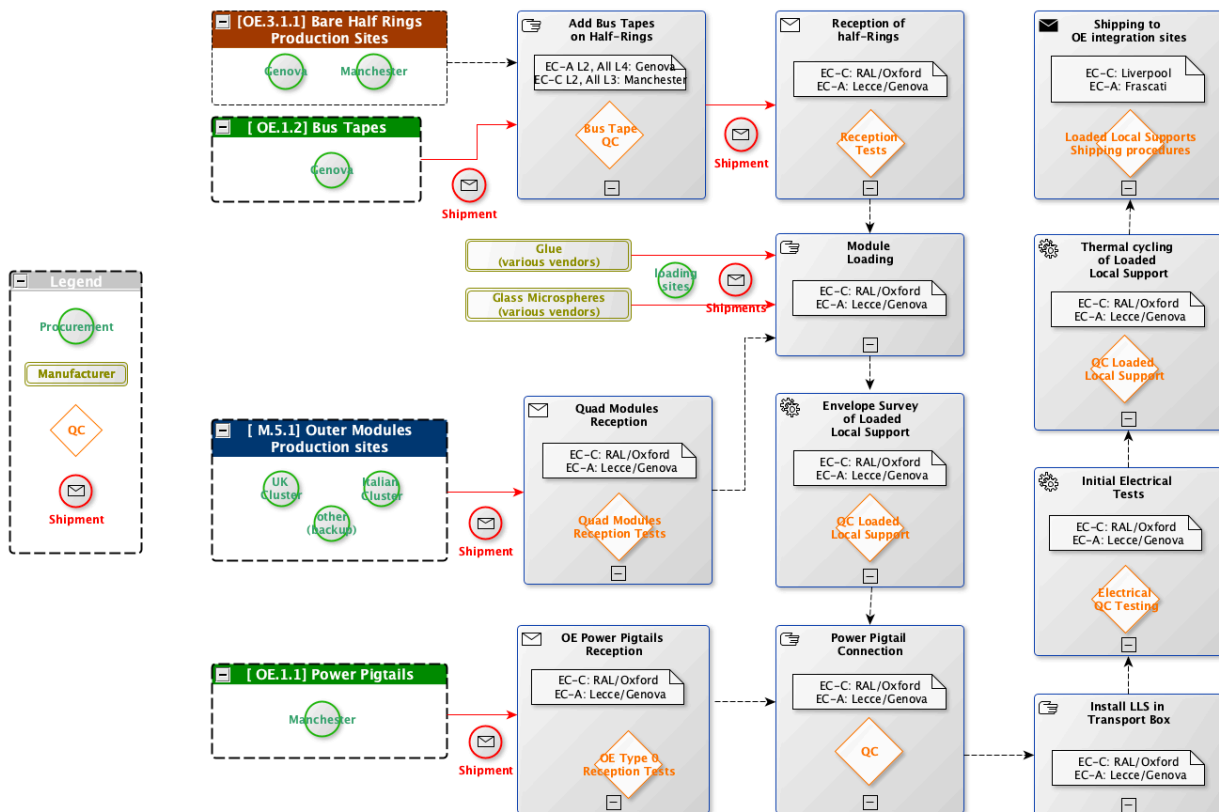 [OE.3.1.1] Bare Half Rings
Production Sites
Genova
Manchester
[ OE.1.2] Bus Tapes
Genova
Shipment
Add Bus Tapes
on Half-Rings
EC-A L2, All L4: Genova
EC-C L2, All L3: Manchester
Bus Tape
QC
Shipment
Reception of
half-Rings
EC-C: RAL/Oxford
EC-A: Lecce/Genova
Reception
Tests
Shipping to
OE integration sites
EC-C: Liverpool
EC-A: Frascati
Loaded Local Supports
Shipping procedures
Legend
Procurement
Manufacturer
QC
Shipment
Glue
(various vendors)
Glass Microspheres
(various vendors)
loading
sites
Shipments
Module
Loading
EC-C: RAL/Oxford
EC-A: Lecce/Genova
Thermal cycling
of Loaded
Local Support
EC-C: RAL/Oxford
EC-A: Lecce/Genova
QC Loaded
Local Support
[ M.5.1] Outer Modules
Production sites
UK
Cluster
Italian
Cluster
other
(backup)
Shipment
Quad Modules
Reception
EC-C: RAL/Oxford
EC-A: Lecce/Genova
Quad Modules
Reception Tests
Envelope Survey
of Loaded
Local Support
EC-C: RAL/Oxford
EC-A: Lecce/Genova
QC Loaded
Local Support
Initial Electrical
Tests
EC-C: RAL/Oxford
EC-A: Lecce/Genova
Electrical
QC Testing
[ OE.1.1] Power Pigtails
Manchester
Shipment
OE Power Pigtails
Reception
EC-C: RAL/Oxford
EC-A: Lecce/Genova
OE Type 0
Reception Tests
Power Pigtail
Connection
EC-C: RAL/Oxford
EC-A: Lecce/Genova
QC
Install LLS in
Transport Box
EC-C: RAL/Oxford
EC-A: Lecce/Genova